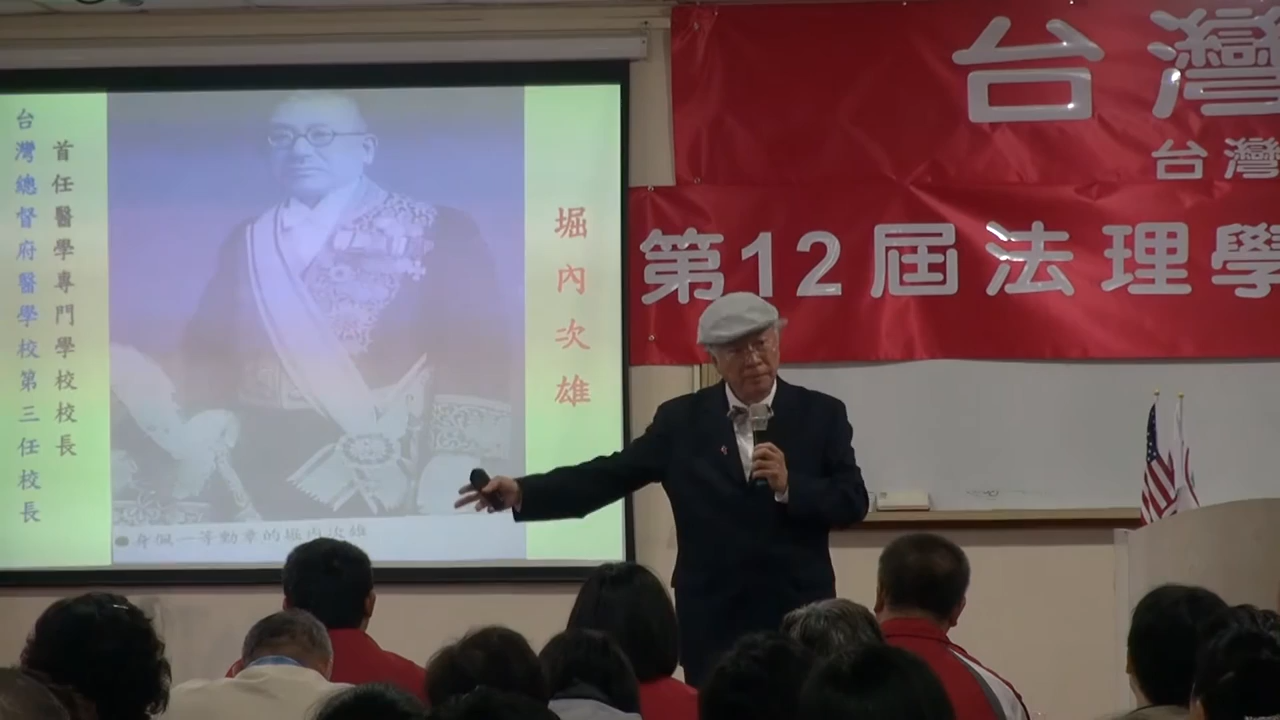 堀內次雄
首任醫學專門學校校長
台灣總督府醫學校第三任校長
●身佩一等勳章的堀內次雄
台灣
台灣
第12屆法理學